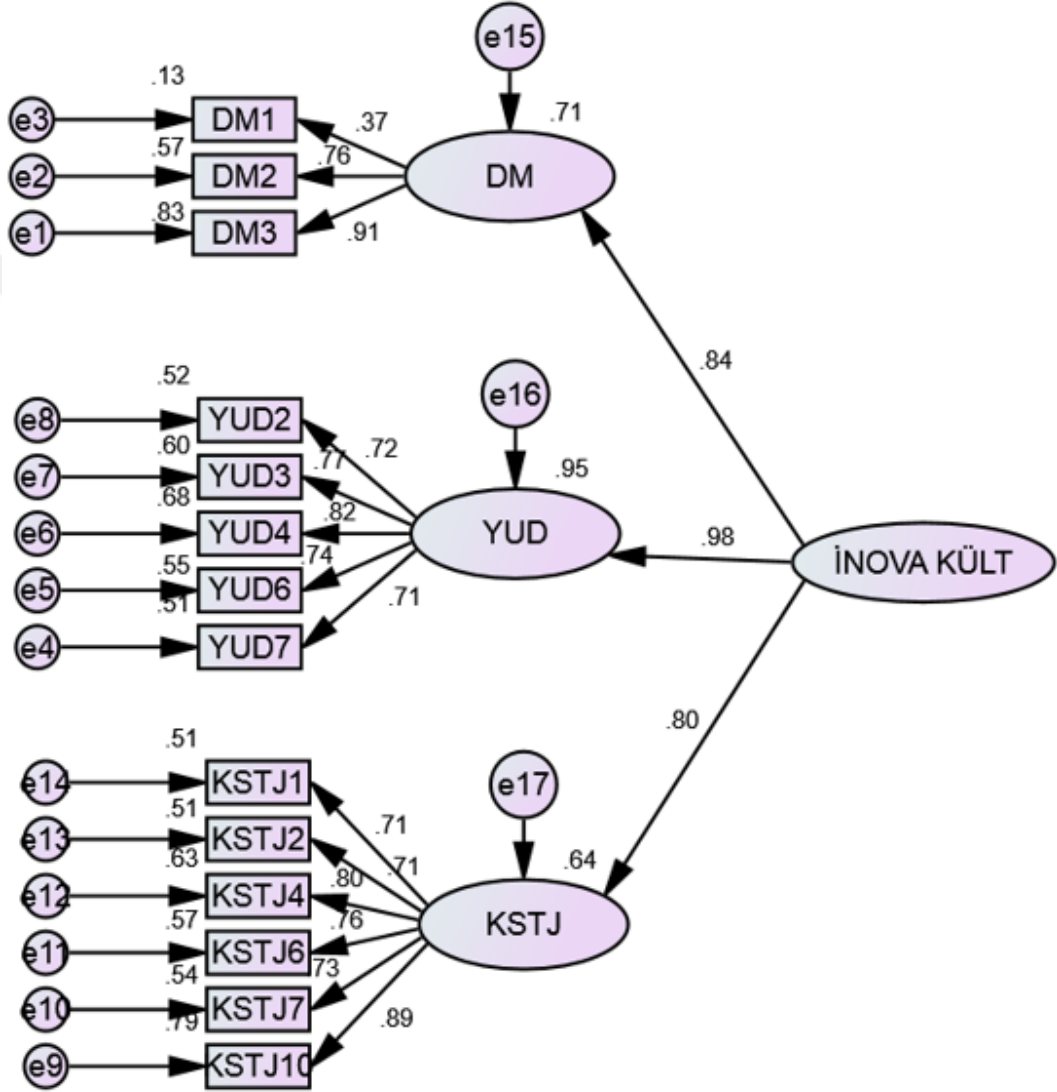 e15
.13
.71
e3
DM1
.37
.57
.76
e2
DM2
DM
.83
e1
DM3
.91
.84
.52
e16
e8
YUD2
.72
.60
.77
.95
e7
YUD3
.68
.82
e6
YUD4
YUD
.98
.55
.74
İNOVA KÜLT
e5
YUD6
.51
.71
e4
YUD7
.80
.51
e14
KSTJ1
e17
.51
.71
e13
KSTJ2
.63
.80
.71
.64
e12
KSTJ4
.57
.76
KSTJ
e11
KSTJ6
.54
.73
e10
KSTJ7
.79
.89
e9
KSTJ10